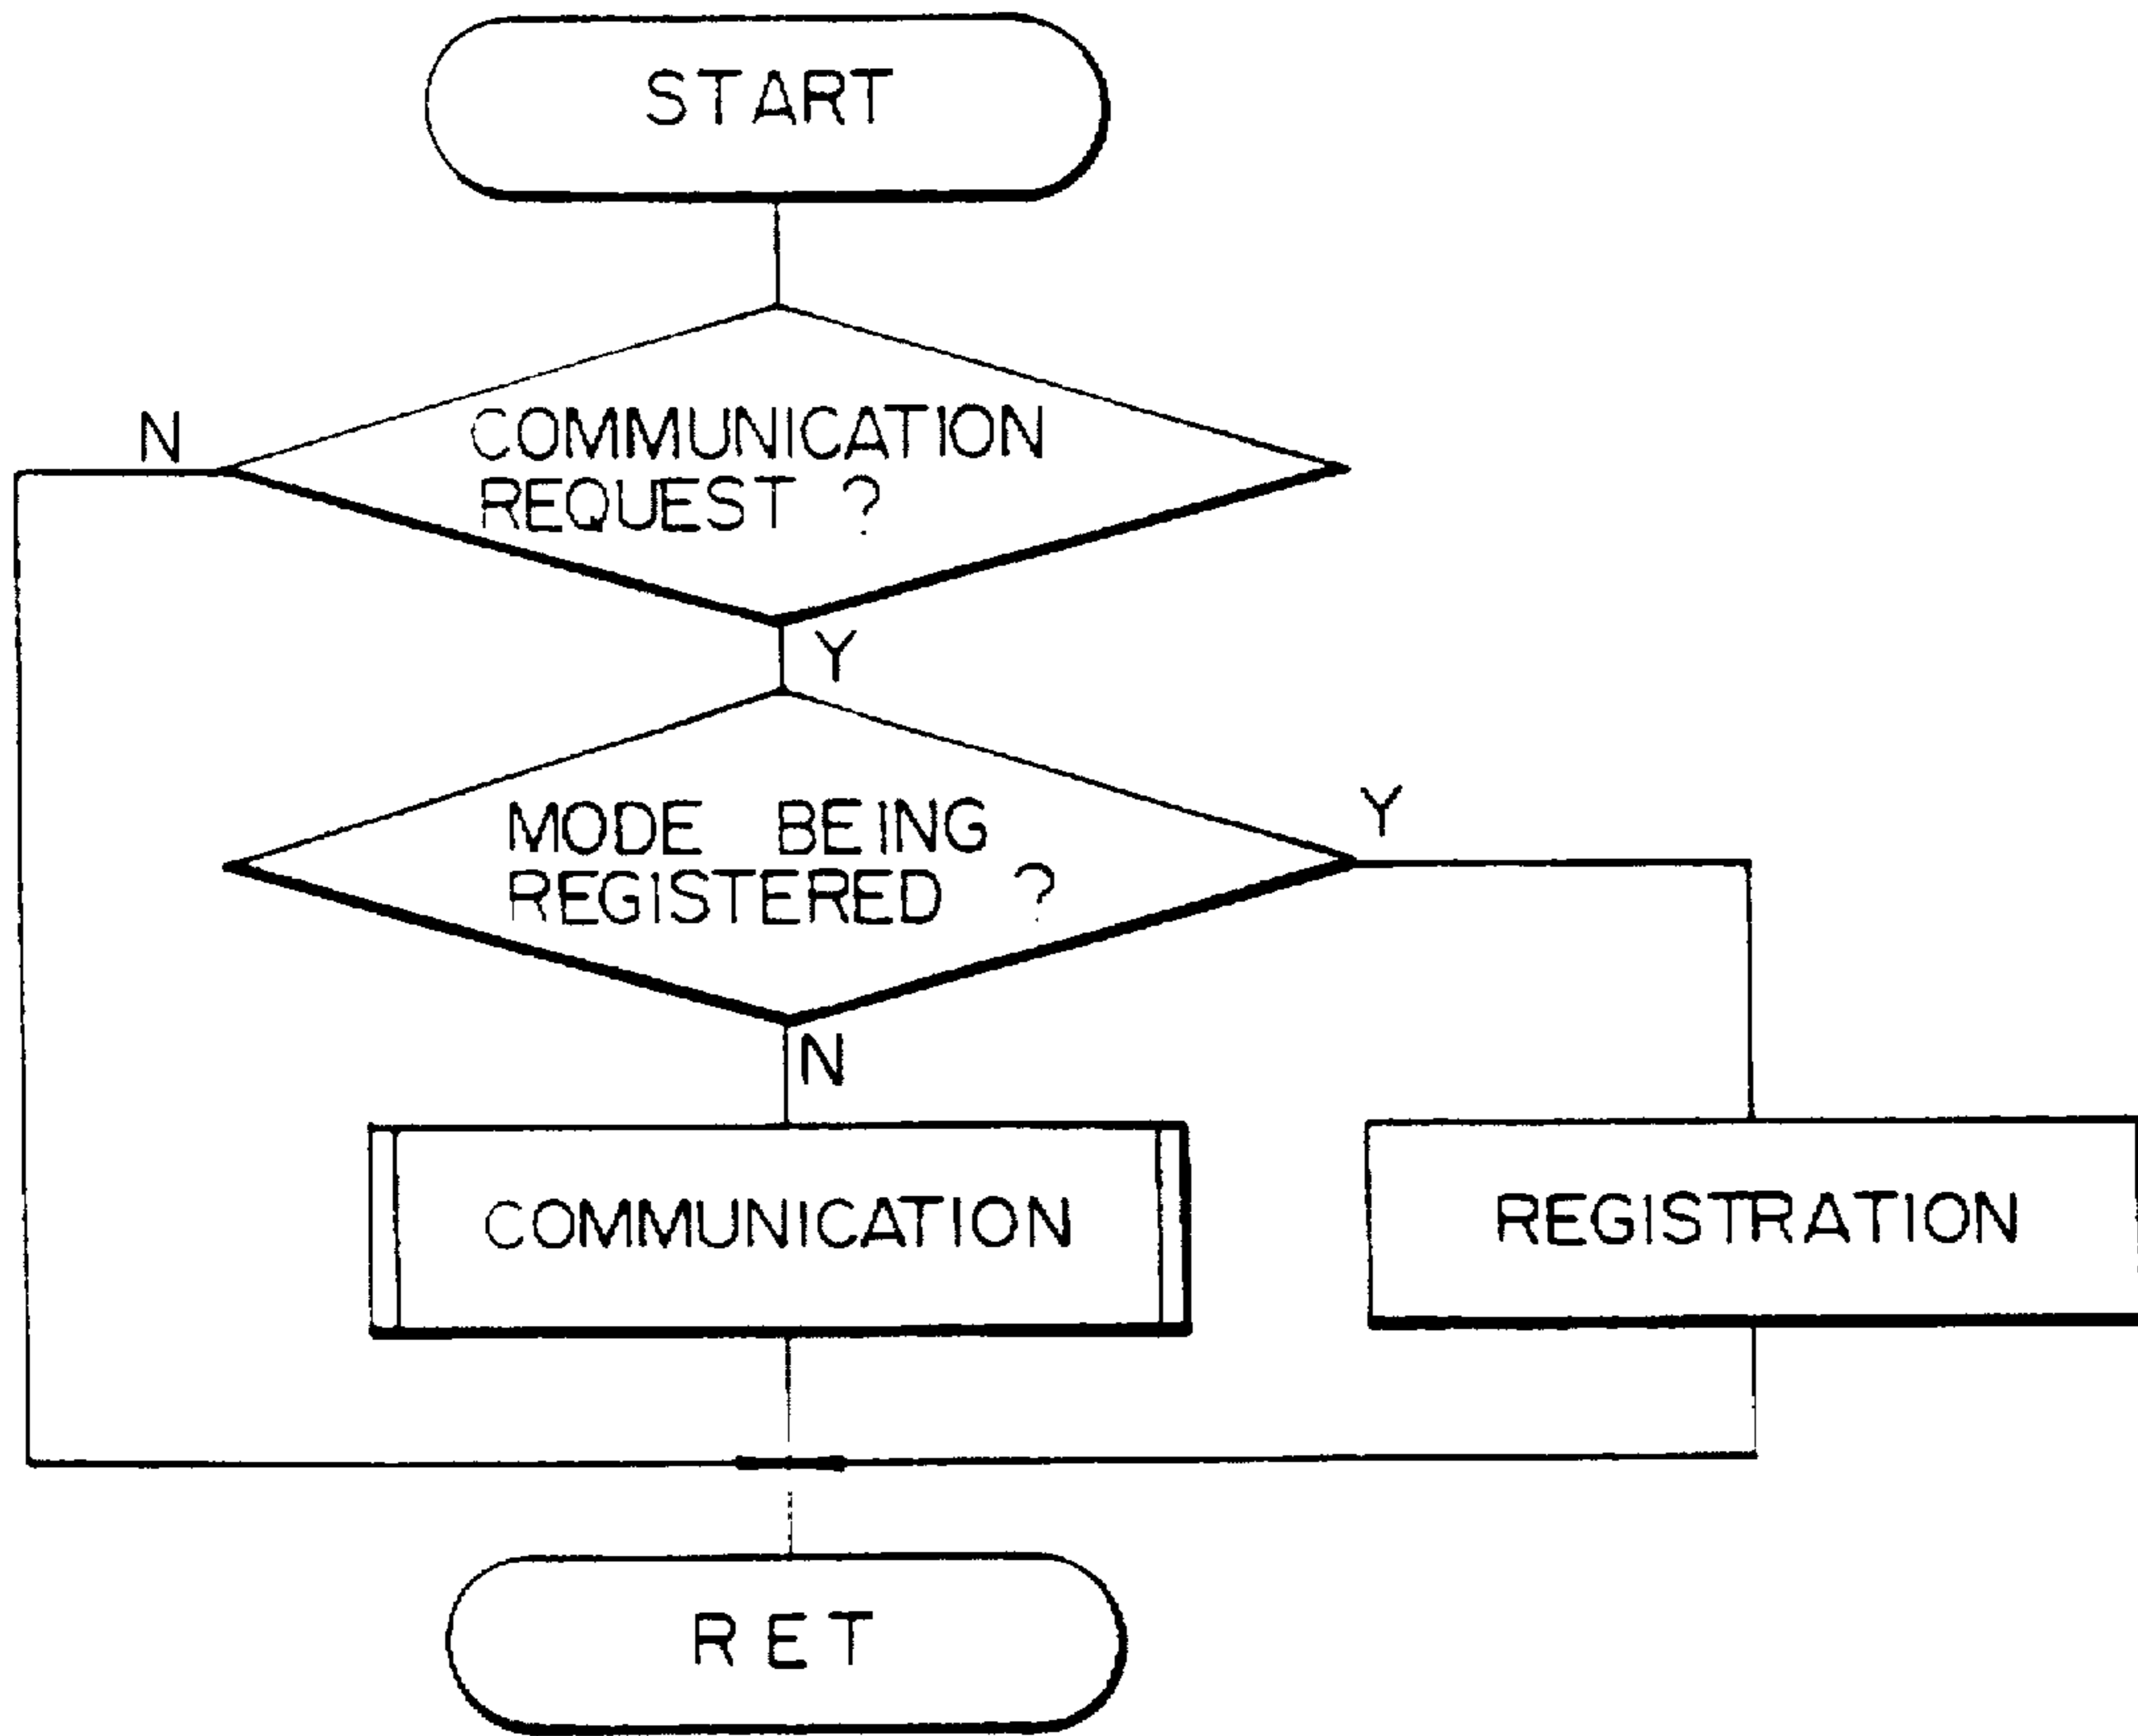 START
N
COMMUNICATION
REQUEST ?
Y
MODE BEING
REGISTERED ?
Y
N
COMMUNICATION
REGISTRATION
RET